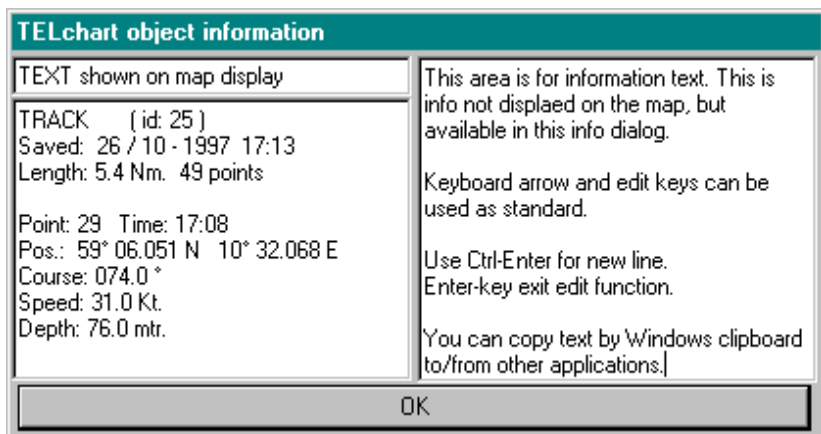 TELchart object information
TEXT shown on map display
TRACK ( id: 25 )
Saved: 26 / 10 - 1997 17:13
Length: 5.4 Nm. 49 points
Point: 29 Time: 17:08
Pos.: 59° 06.051 N 10° 32.068 E
Course: 074.0 °
Speed: 31.0 Kt.
Depth: 76.0 mtr.
This area is for information text. This is
info not displaed on the map, but
available in this info dialog.
Keyboard arrow and edit keys can be
used as standard.
Use Ctrl-Enter for new line.
Enter-key exit edit function.
You can copy text by Windows clipboard
to/from other applications.
OK